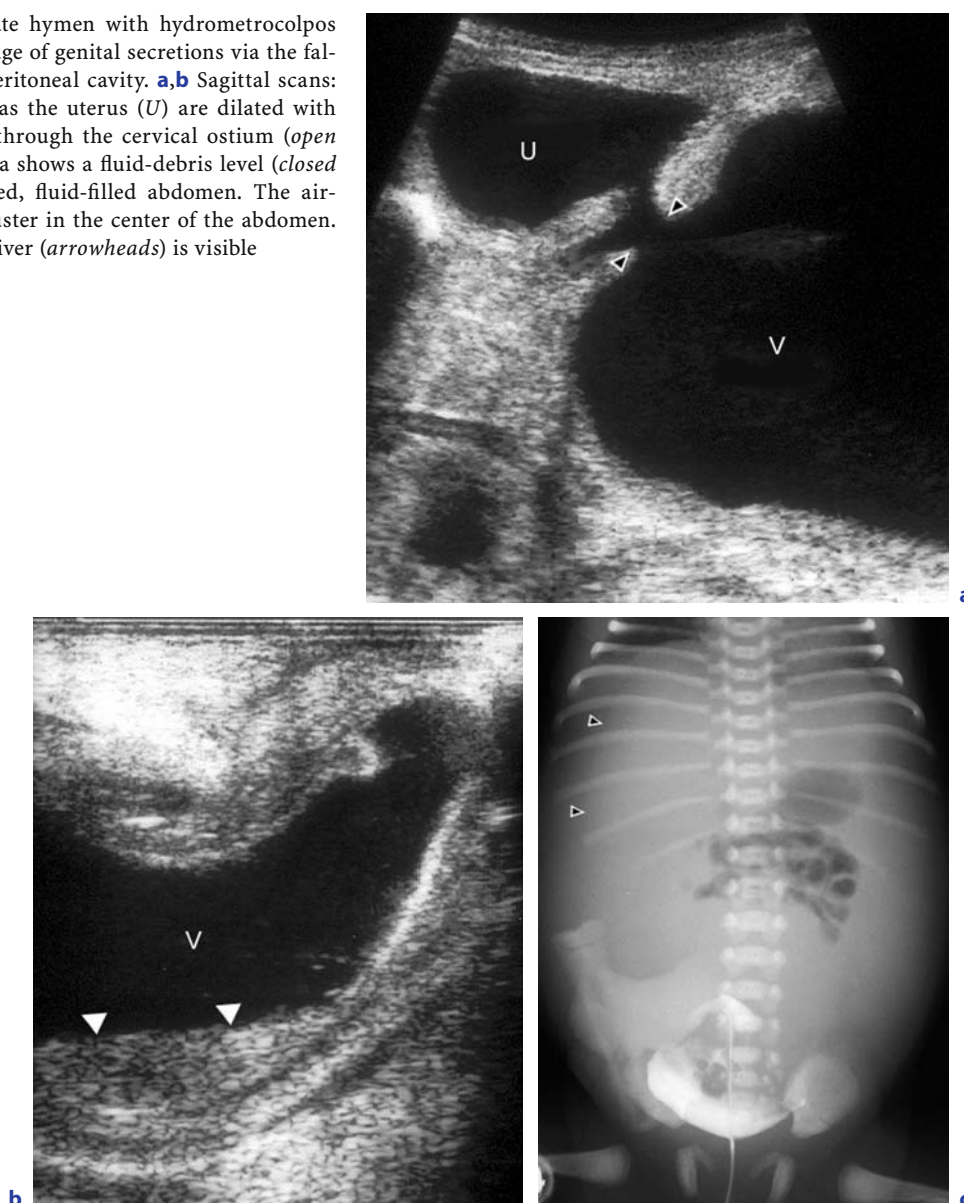 ate hymen with hydrometrocolpos
ge of genital secretions via the fal-
eritoneal cavity. a,b Sagittal scans:
as the uterus (U) are dilated with
through the cervical ostium (open
a shows a fluid-debris level (closed
ed, fluid-filled abdomen. The air-
uster in the center of the abdomen.
iver (arrowheads) is visible
U
V
a
V
b